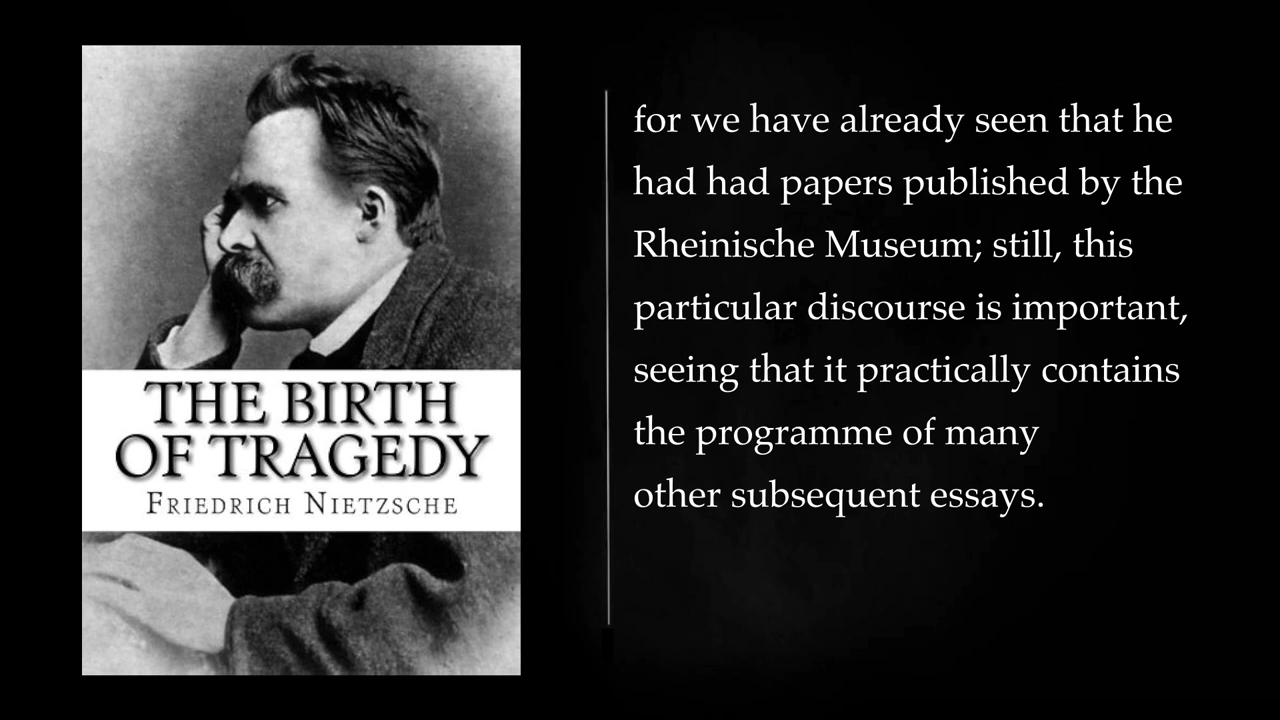 THE BIRTH
OF TRAGEDY
FRIEDRICH NIETZSCHE
for we have already seen that he
had had papers published by the
Rheinische Museum; still, this
particular discourse is important,
seeing that it practically contains
the programme of many
other subsequent essays.